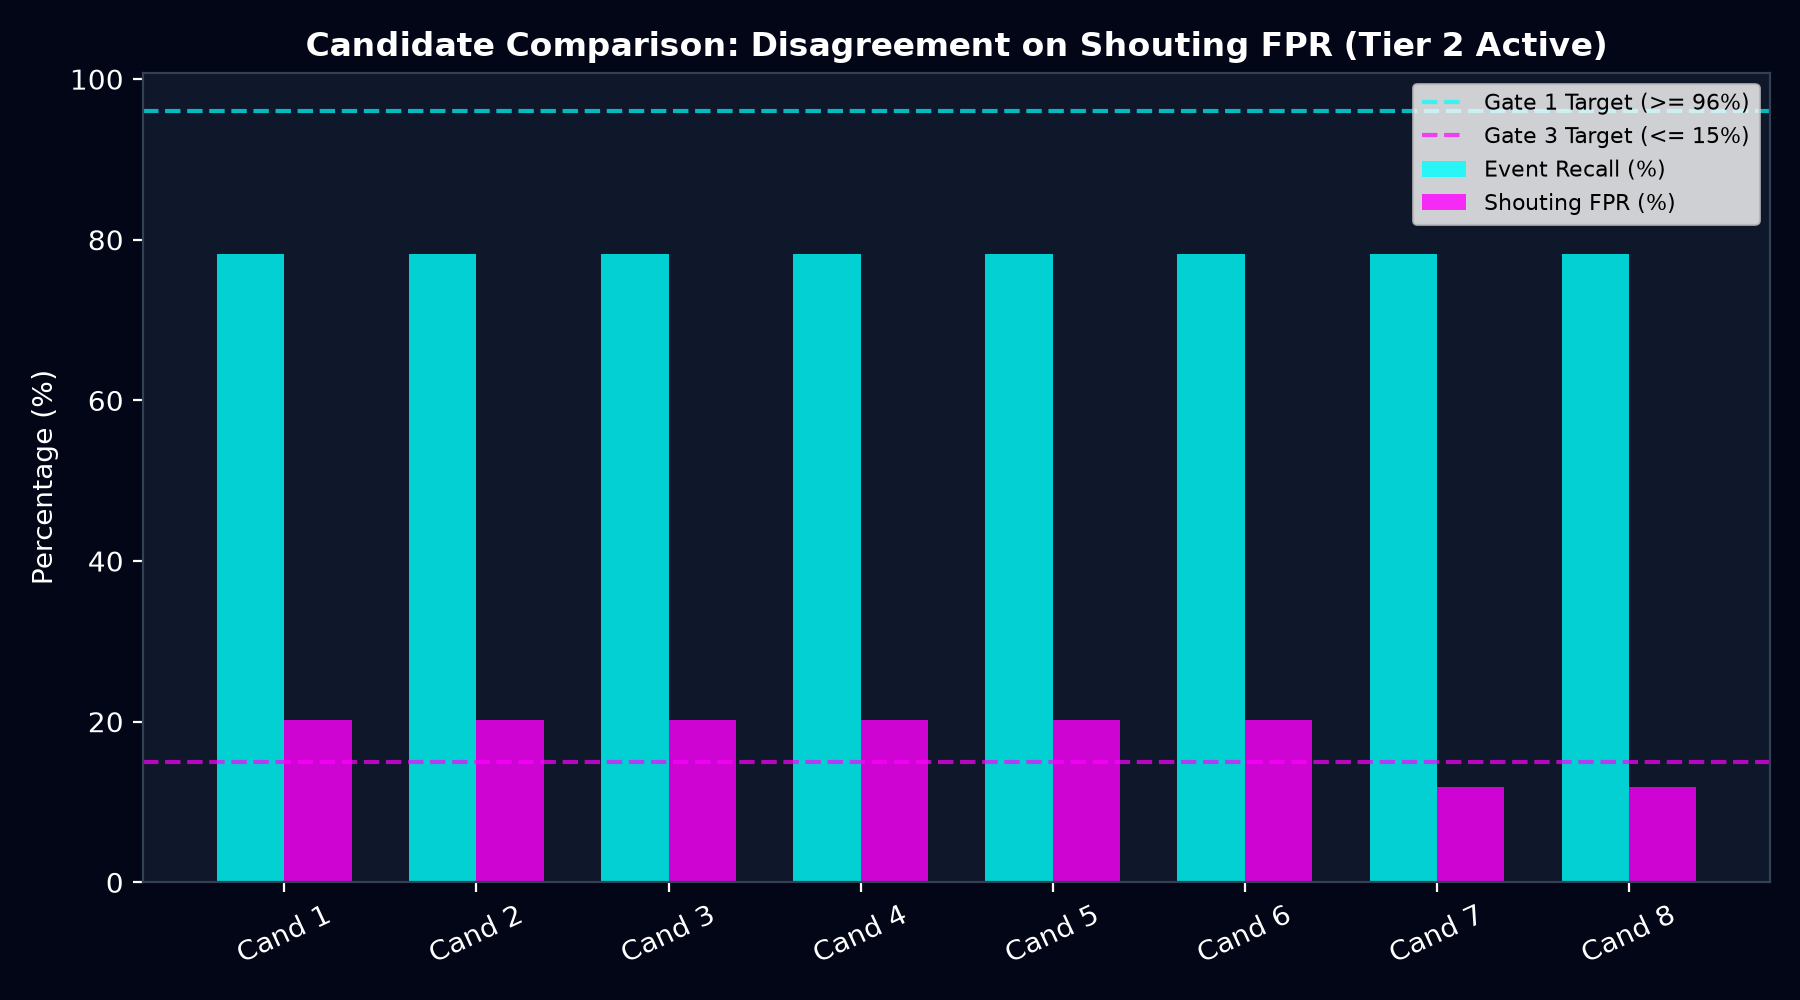 Candidate Comparison: Disagreement on Shouting FPR (Tier 2 Active)
Gate 1 Target (>= 96%)
Gate 3 Target (<= 15%)
Event Recall (%)
Shouting FPR (%)
Percentage (%)
100
80
60
40
20
0
Cand 1
Cand 2
Cand 3
Cand 4
Cand 5
Cand 6
Cand 7
Cand 8